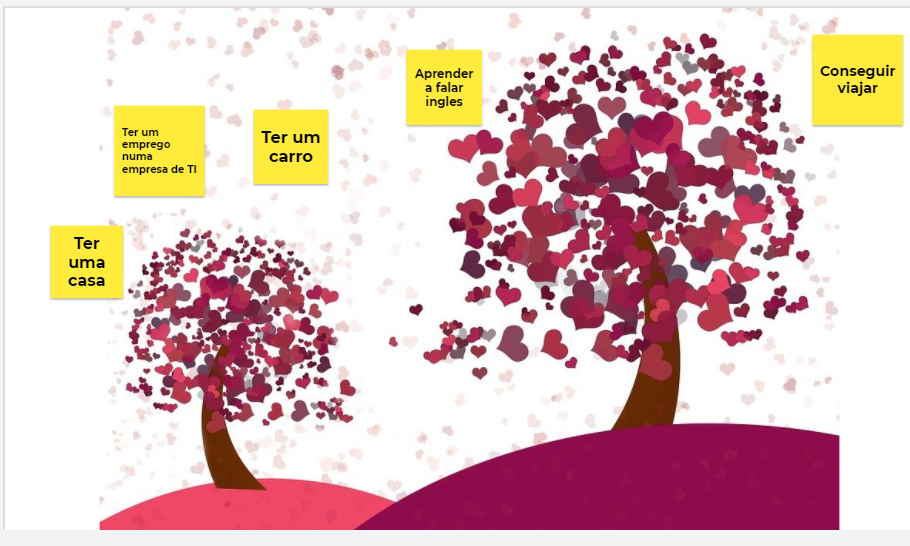 Ter
uma
casa
Ter um
emprego
numa
empresa de TI
Ter um
carro
Aprender
a falar
ingles
Conseguir
viajar